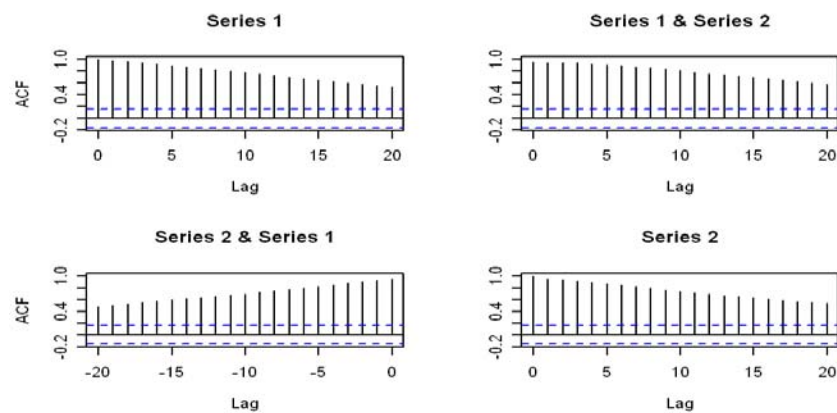 Series 1
Series 1 & Series 2
ACF
-0.2 0.4 1.0
0 5 10 15 20
Lag
-0.2 0.4 1.0
0 5 10 15 20
Lag
Series 2 & Series 1
Series 2
ACF
-0.2 0.4 1.0
-20 -15 -10 -5 0
Lag
-0.2 0.4 1.0
0 5 10 15 20
Lag